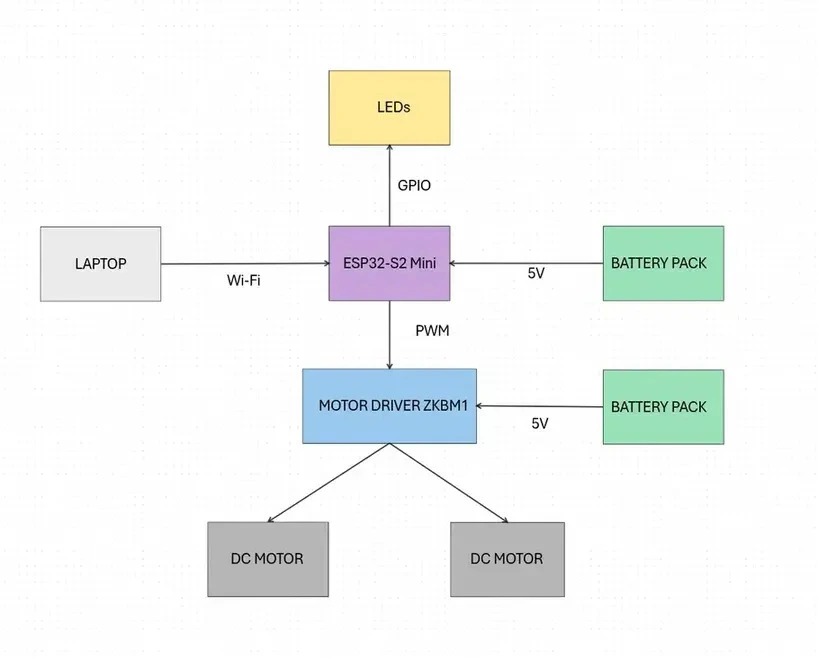 LEDs
GPIO
LAPTOP
Wi-Fi
ESP32-S2 Mini
5V
BATTERY PACK
PWM
MOTOR DRIVER ZKBM1
5V
BATTERY PACK
DC MOTOR
DC MOTOR